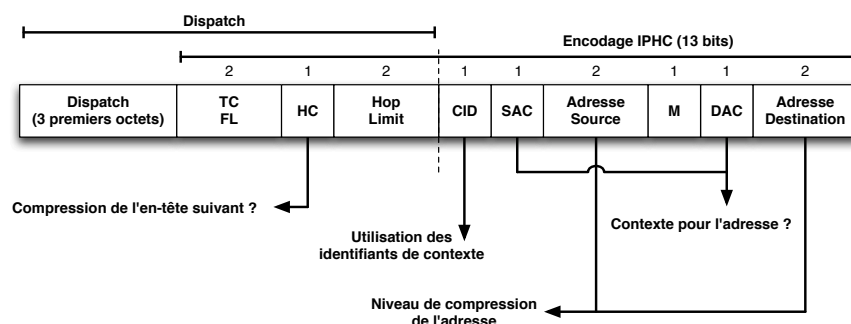 Dispatch
Encodage IPHC (13 bits)
2 1 2 1 1 2 1 1 2
Dispatch
(3 premiers octets)
TC
FL
HC
Hop
Limit
CID
SAC
Adresse
Source
M
DAC
Adresse
Destination
Compression de l'en-tête suivant ?
Contexte pour l'adresse ?
Utilisation des
identifiants de contexte
Niveau de compression
de l'adresse